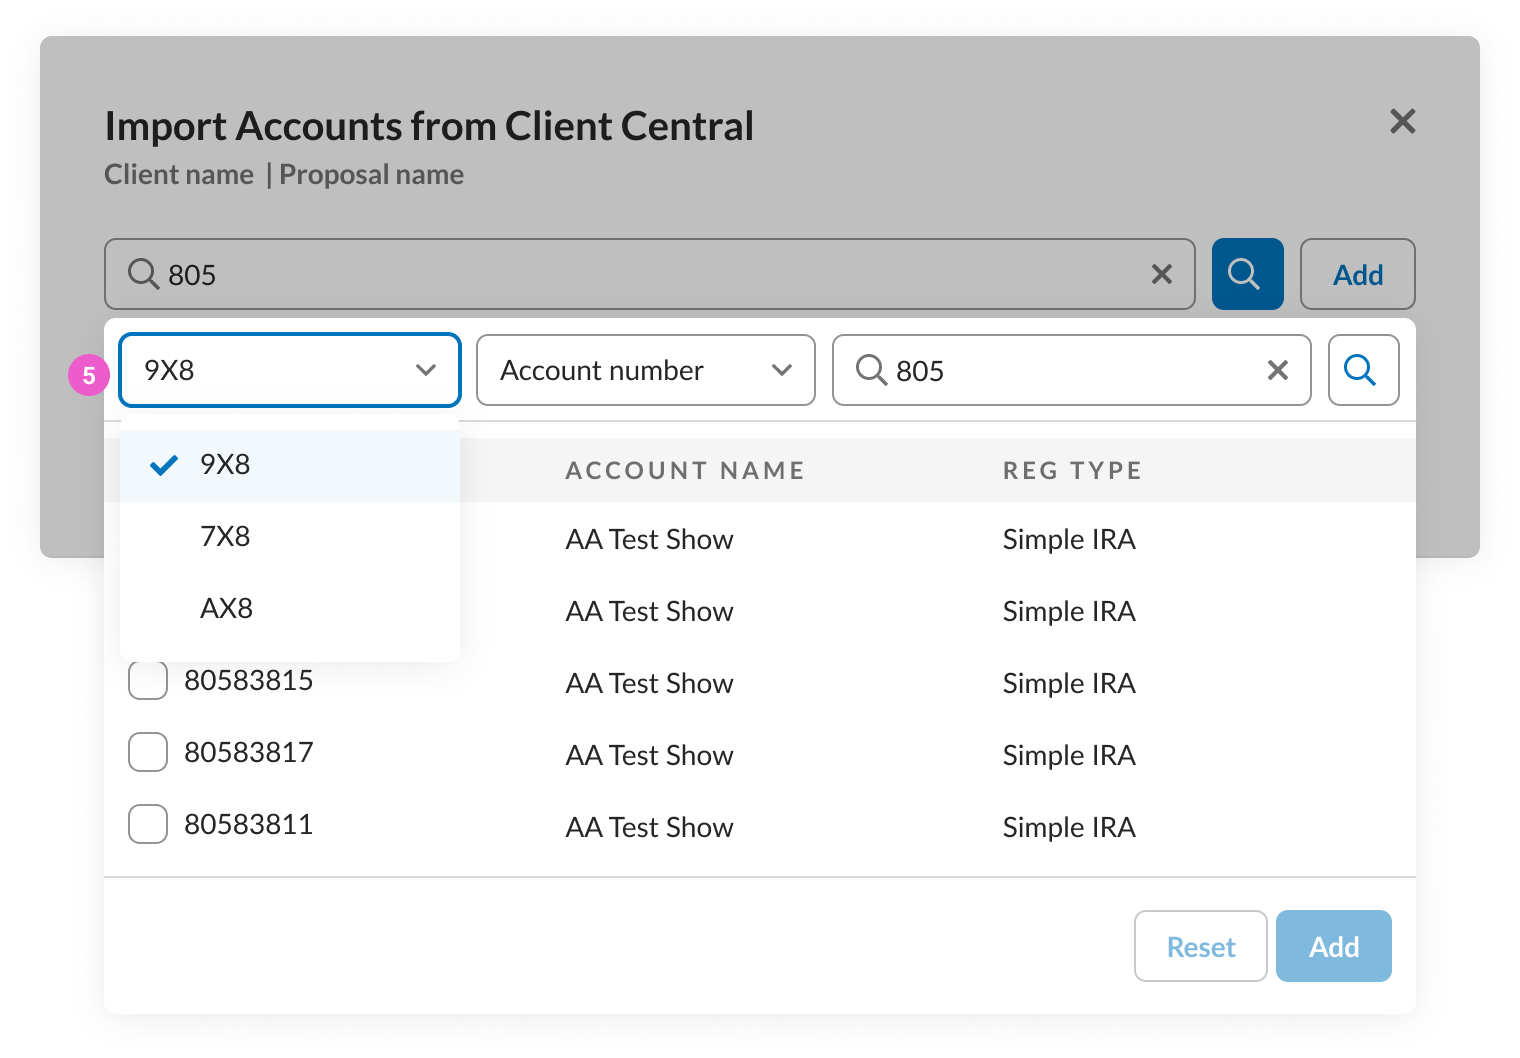 Import Accounts from Client Central
Client name | Proposal name
805
Add
5
9X8
Account number
805
9X8
7X8
AX8
ACCOUNT NAME
REG TYPE
AA Test Show
Simple IRA
AA Test Show
Simple IRA
80583815
AA Test Show
Simple IRA
80583817
AA Test Show
Simple IRA
80583811
AA Test Show
Simple IRA
Reset
Add